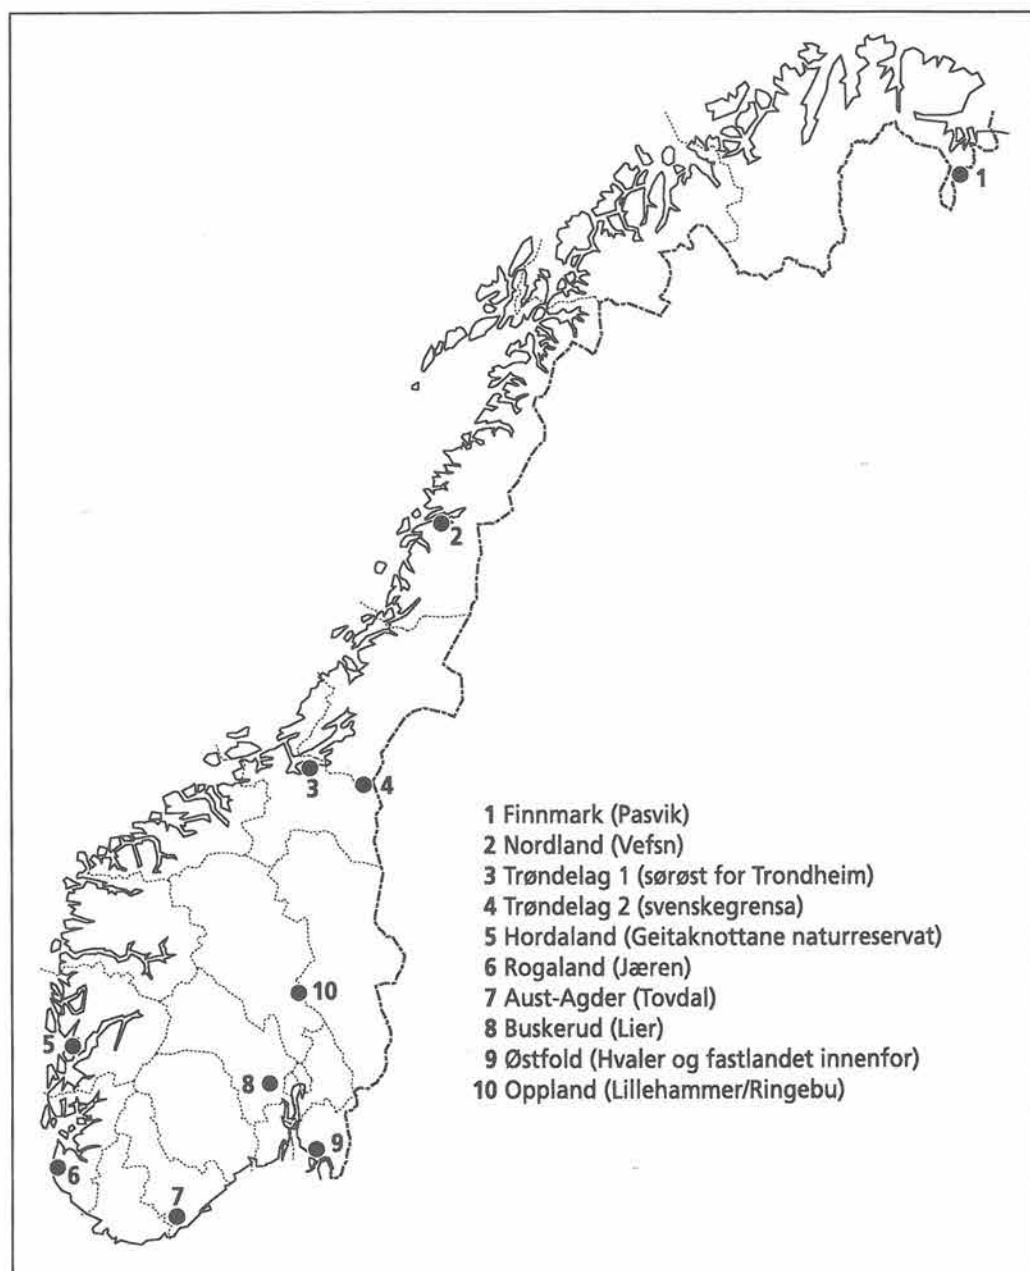 1
2
3
4
10
5
8
9
6
7
1 Finnmark (Pasvik)
2 Nordland (Vefsn)
3 Trøndelag 1 (sørøst for Trondheim)
4 Trøndelag 2 (svenskegrensa)
5 Hordaland (Geitaknottane naturreservat)
6 Rogaland (Jæren)
7 Aust-Agder (Tovdal)
8 Buskerud (Lier)
9 Østfold (Hvaler og fastlandet innenfor)
10 Oppland (Lillehammer/Ringebu)